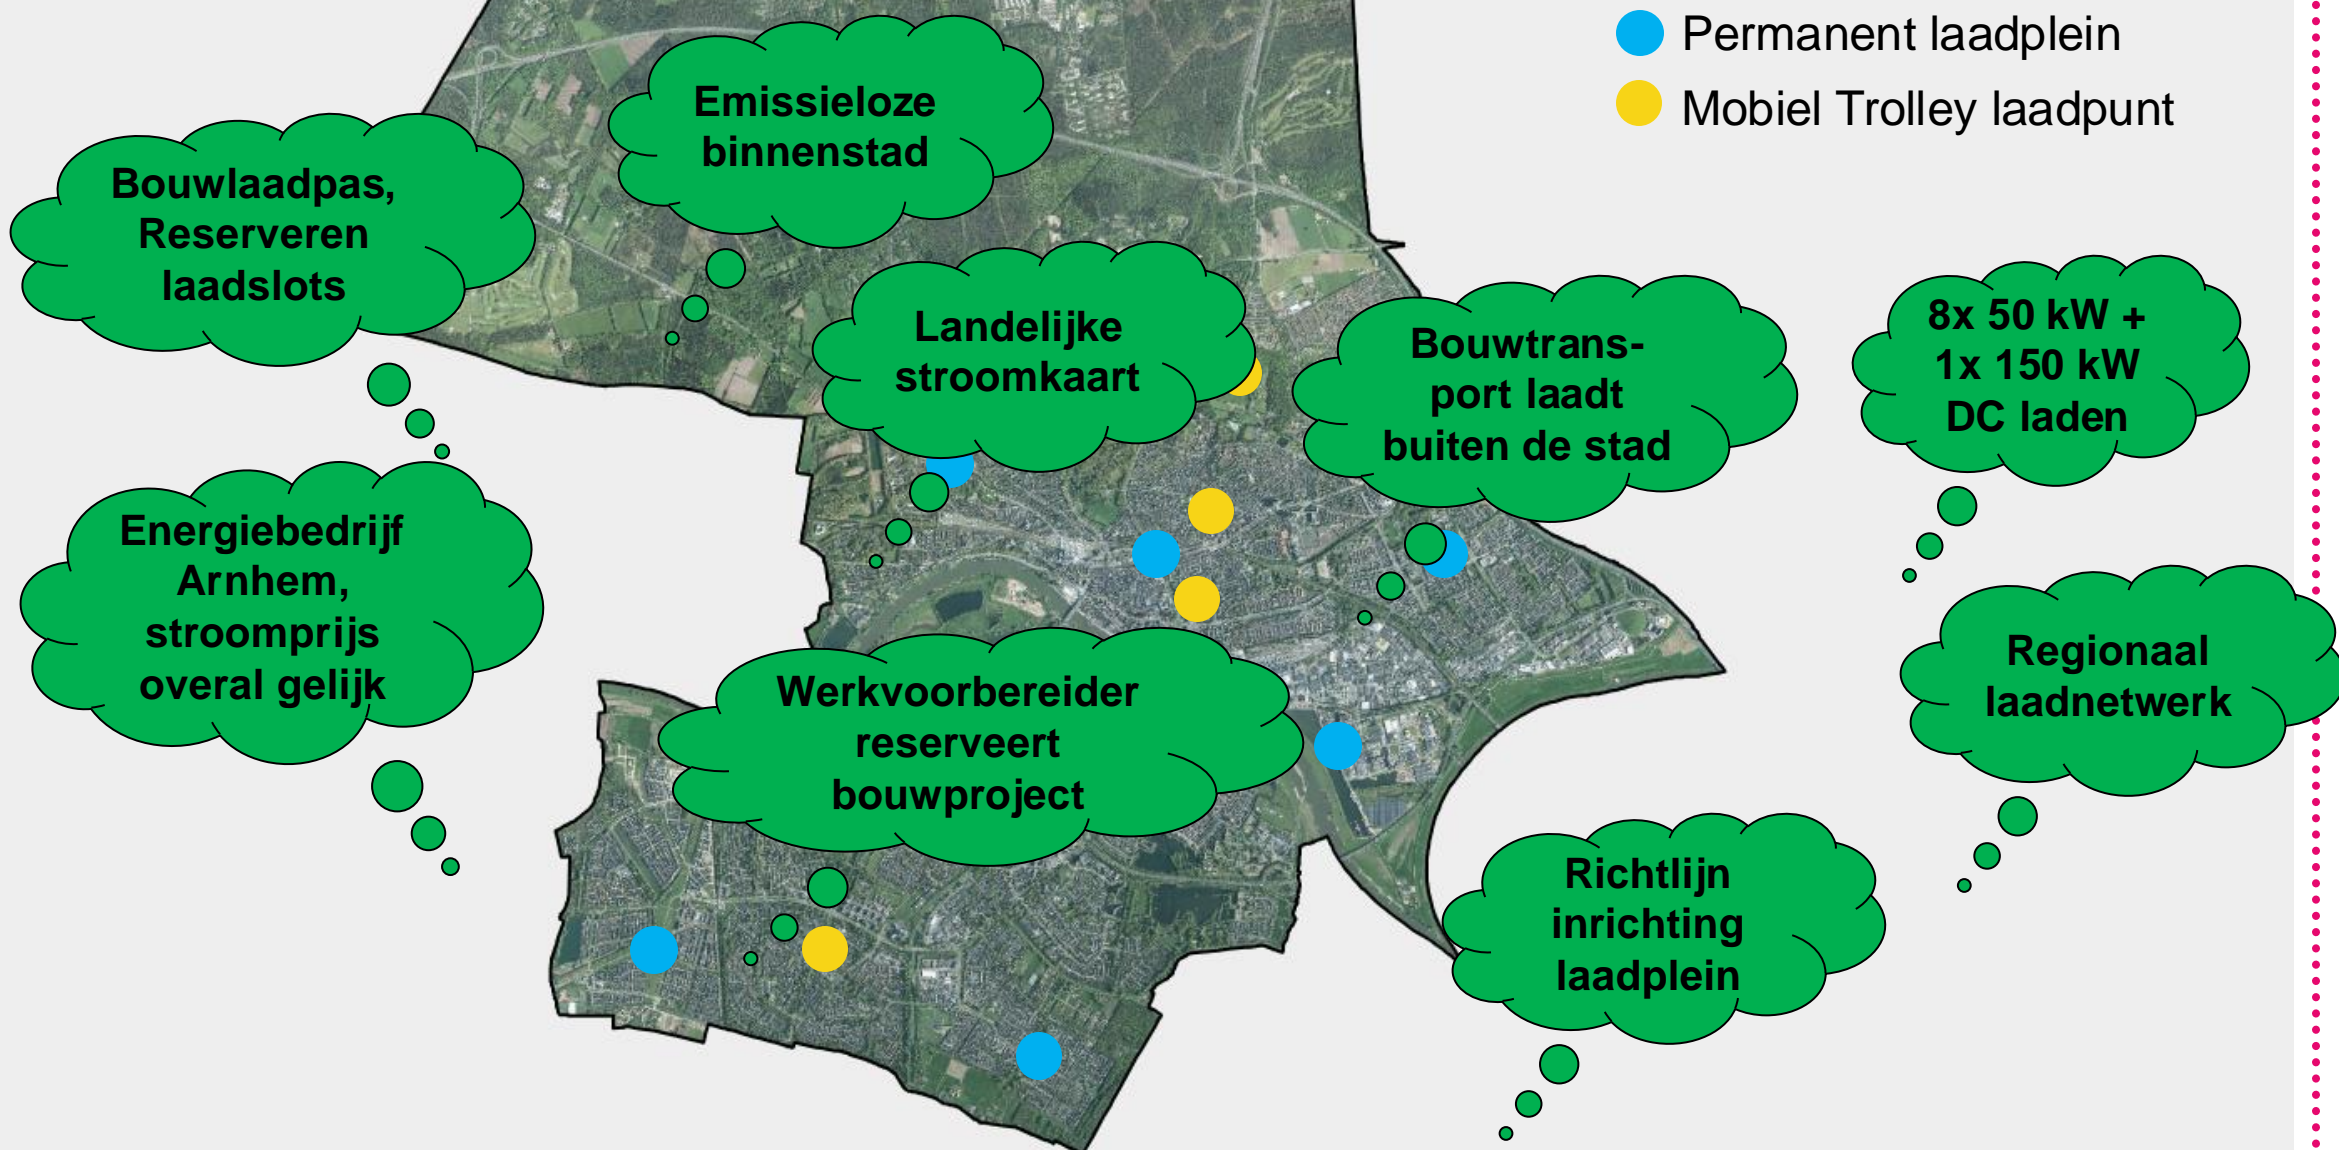 Permanent laadplein
Mobiel Trolley laadpunt
Emissieloze
binnenstad
Bouwlaadpas,
Reserveren
laadslots
Landelijke
stroomkaart
Bouwtrans-
port laadt
buiten de stad
8x 50 kW +
1x 150 kW
DC laden
Energiebedrijf
Arnhem,
stroomprijs
overal gelijk
Werkvoorbereider
reserveert
bouwproject
Regionaal
laadnetwerk
Richtlijn
inrichting
laadplein